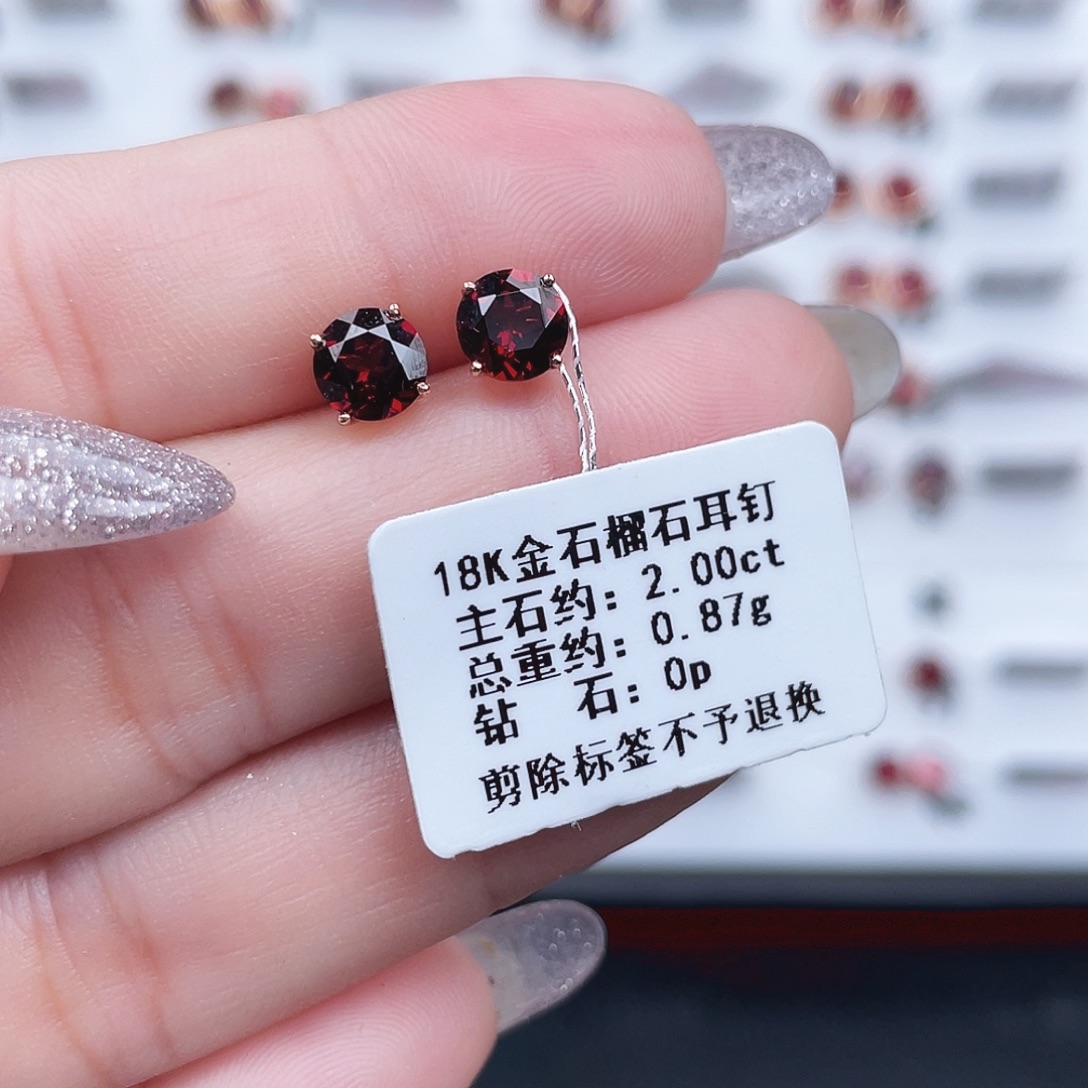 18K金石榴石耳钉
主石约：2.00ct
总重约：0.87g
钻 石：0p
剪除标签不予退换